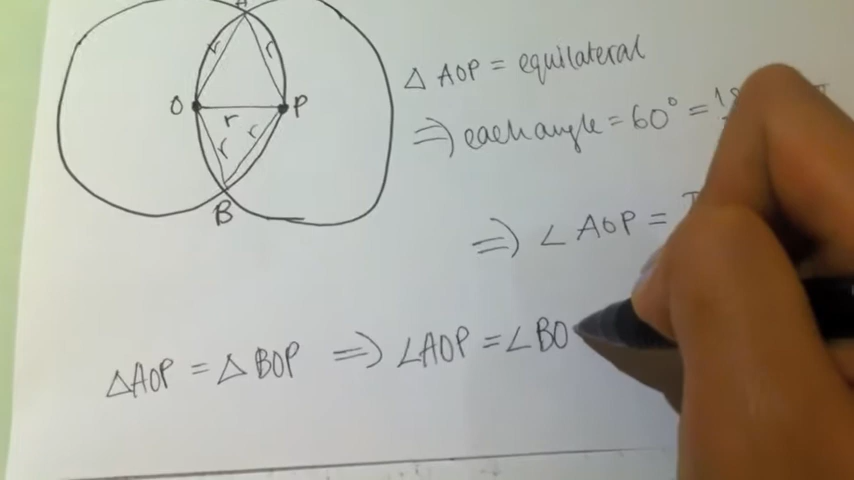 A
r r
O P
r
r r
B
△ AOP = equilateral
⇒ each angle = 60° =
⇒ ∠ AOP =
△AOP = △ BOP ⇒ ∠AOP = ∠BO